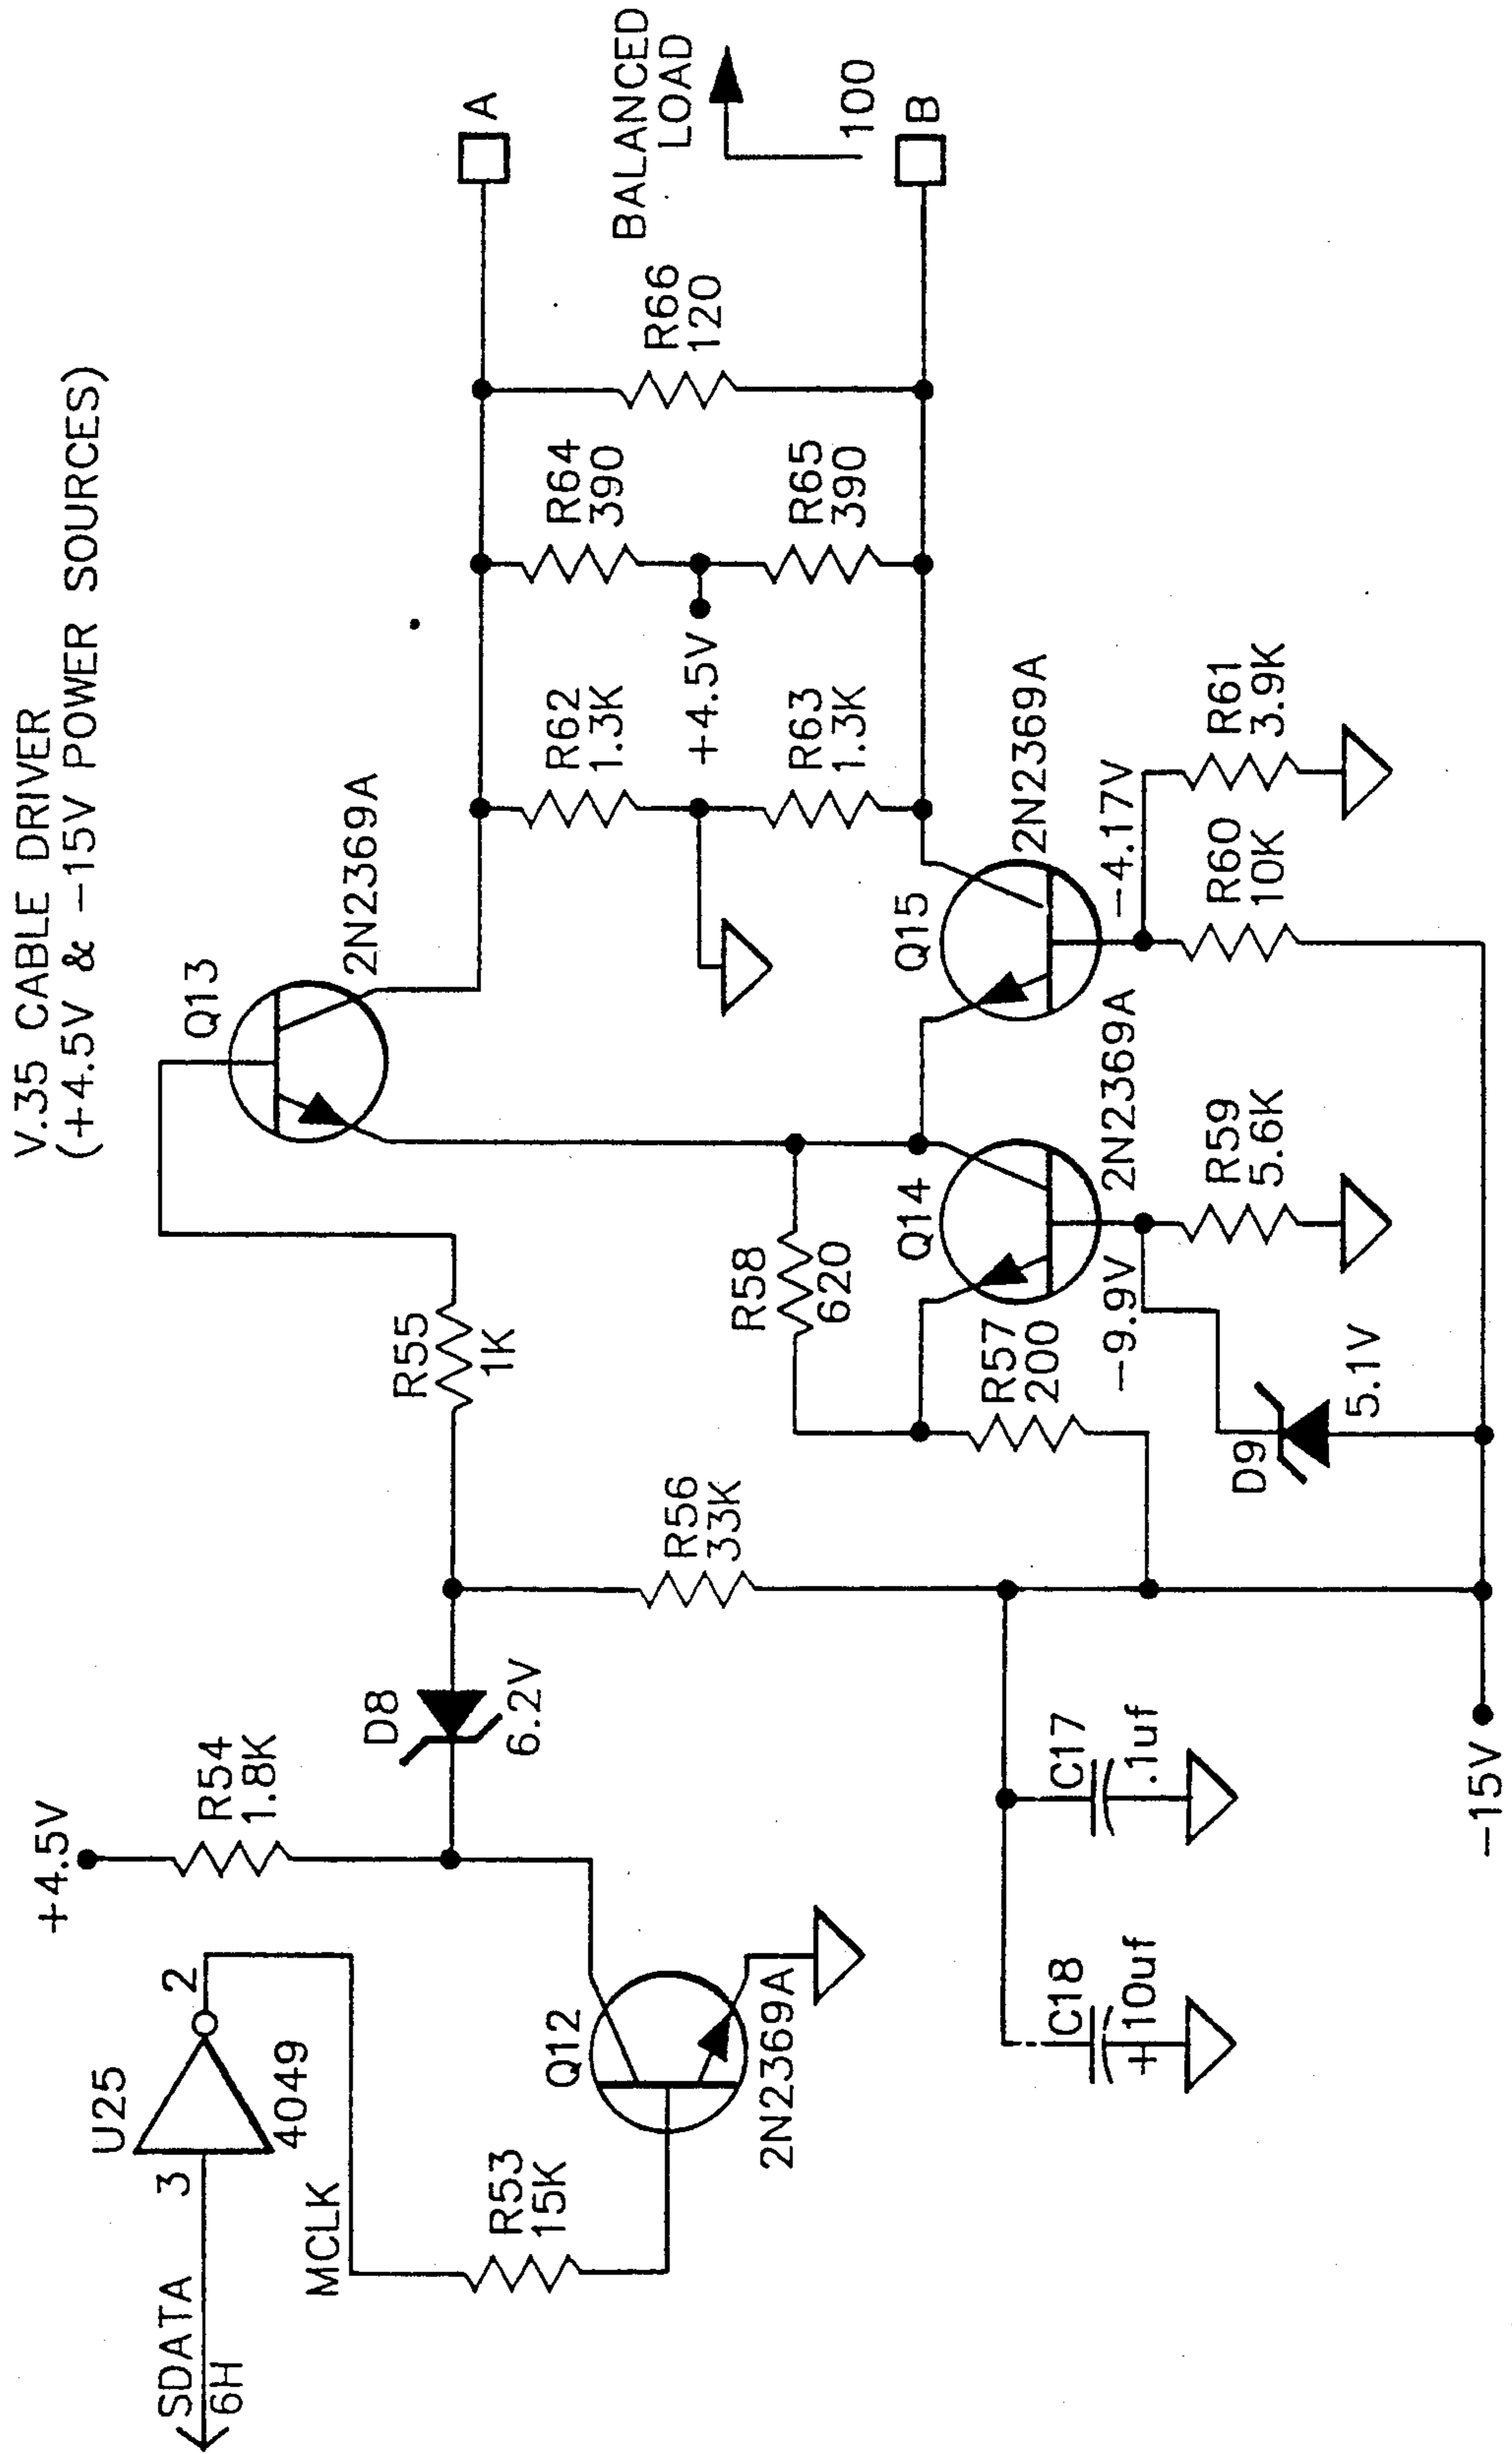 V.35 CABLE DRIVER
(+4.5V & -15V POWER SOURCES)
SDATA
6H
3
U25
4049
2
MCLK
R53
15K
Q12
2N2369A
+4.5V
R54
1.8K
D8
6.2V
R55
1K
R56
33K
C18
+10uf
C17
.1uf
-15V
Q13
2N2369A
R58
620
R57
200
Q14
2N2369A
-9.9V
D9
5.1V
R59
5.6K
Q15
2N2369A
-4.17V
R60
10K
R61
3.9K
R62
1.3K
R63
1.3K
+4.5V
R64
390
R65
390
R66
120
A
BALANCED
LOAD
100
B